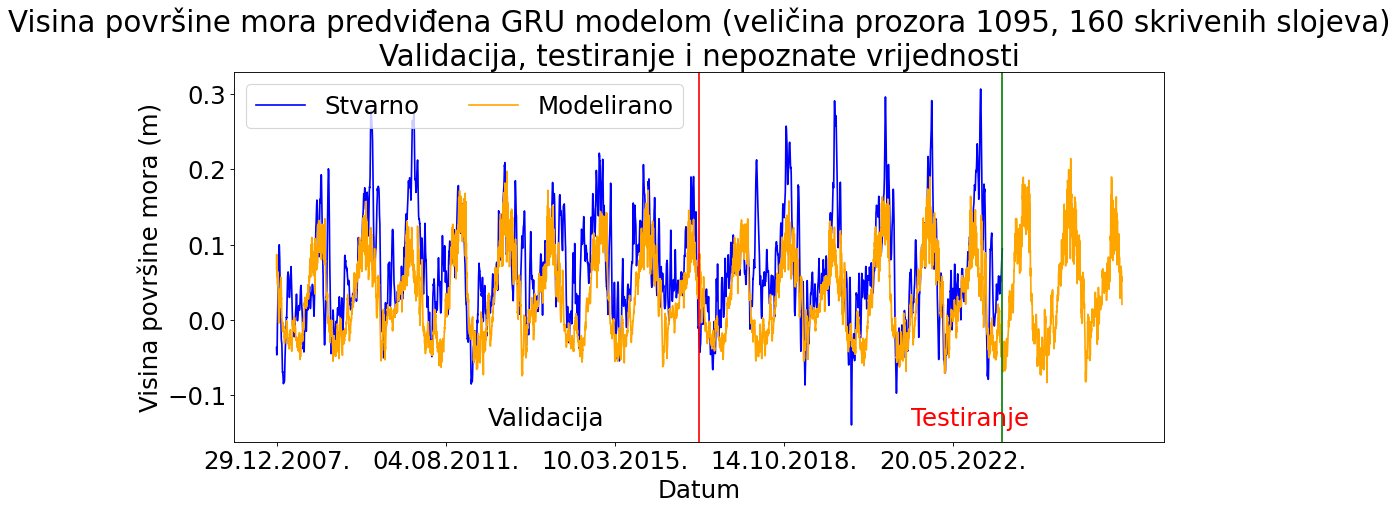 Visina površine mora predviđena GRU modelom (veličina prozora 1095, 160 skrivenih slojeva)
Validacija, testiranje i nepoznate vrijednosti
Stvarno
Modelirano
Visina površine mora (m)
0.3
0.2
0.1
0.0
−0.1
Validacija
Testiranje
29.12.2007.
04.08.2011.
10.03.2015.
14.10.2018.
20.05.2022.
Datum